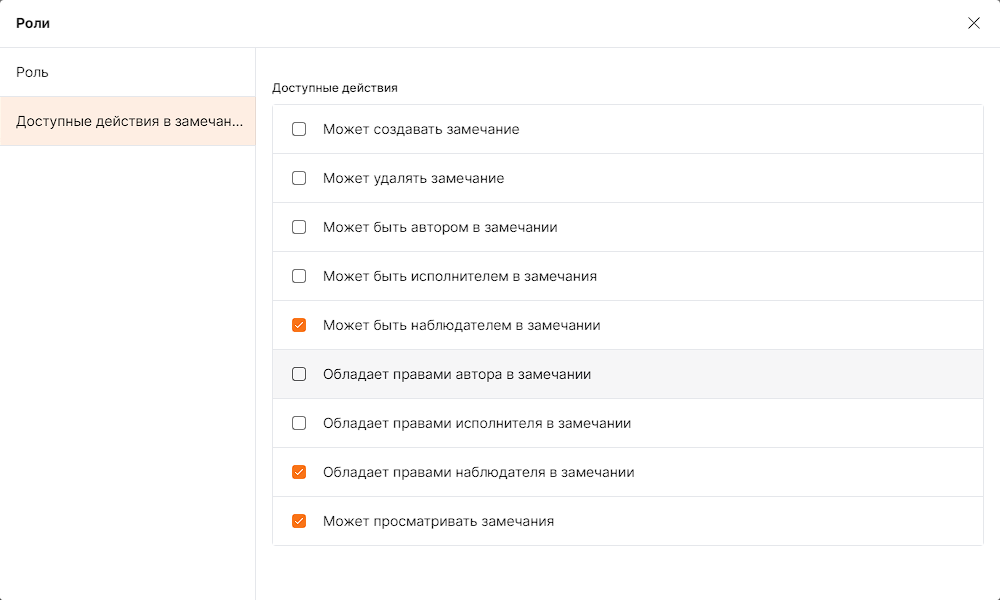 Роли
Роль
Доступные действия в замечан...
Доступные действия
Может создавать замечание
Может удалять замечание
Может быть автором в замечании
Может быть исполнителем в замечания
Может быть наблюдателем в замечании
Обладает правами автора в замечании
Обладает правами исполнителя в замечании
Обладает правами наблюдателя в замечании
Может просматривать замечания